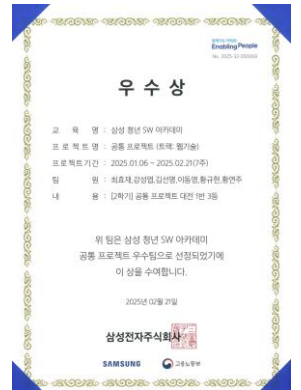 Enabling People
우수상
교 육 명 : 삼성 청년 SW 아카데미
프 로 젝 트 명 : 공통 프로젝트 (트랙: 웹기술)
프로젝트기간 : 2025.01.06 ~ 2025.02.21(7주)
팀 원 : 최효재,강성엽,김선명,이동영,황규현,황연주
내 용 : [2학기] 공통 프로젝트 대전 1반 3등
위 팀은 삼성 청년 SW 아카데미
공통 프로젝트 우수팀으로 선정되었기에
이 상을 수여합니다.
2025년 02월 21일
삼성전자주식회사
SAMSUNG 고용노동부